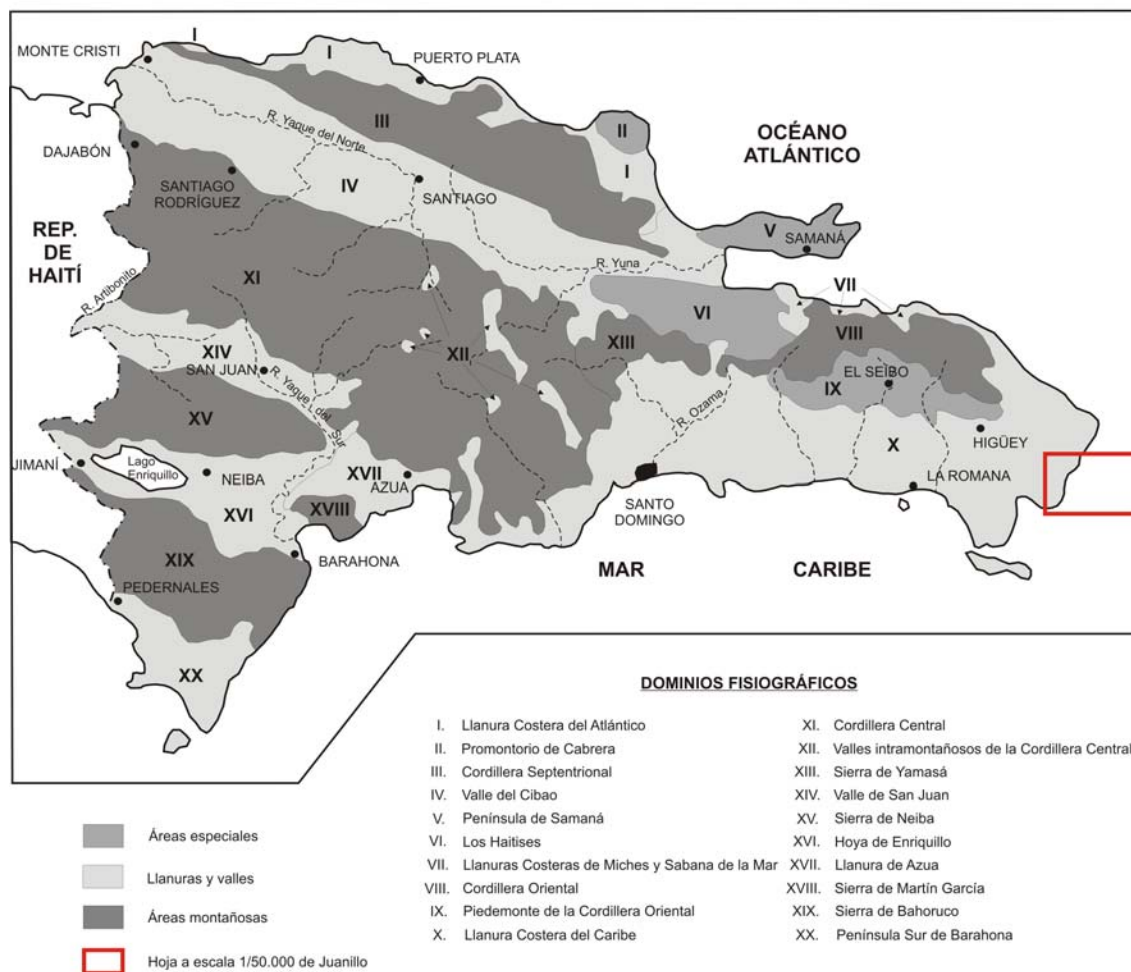 I
I
MONTE CRISTI
PUERTO PLATA
III
II
OCÉANO
ATLÁNTICO
R. Yaque del Norte
DAJABÓN
I
SANTIAGO
RODRÍGUEZ
IV
SANTIAGO
REP.
DE
HAITÍ
V
SAMANÁ
R. Yuna
XI
VII
R. Artibonito
VI
VIII
XIV
XII
XIII
SAN JUAN
EL SEIBO
R. Yaque del Sur
IX
R. Ozama
XV
X
HIGÜEY
JIMANÍ
Lago
Enriquillo
NEIBA
XVII
AZUA
LA ROMANA
SANTO
DOMINGO
XVI
XVIII
XIX
BARAHONA
MAR
CARIBE
PEDERNALES
XX
DOMINIOS FISIOGRÁFICOS
I. Llanura Costera del Atlántico
II. Promontorio de Cabrera
III. Cordillera Septentrional
IV. Valle del Cibao
V. Península de Samaná
VI. Los Haitises
VII. Llanuras Costeras de Miches y Sabana de la Mar
VIII. Cordillera Oriental
IX. Piedemonte de la Cordillera Oriental
X. Llanura Costera del Caribe
XI. Cordillera Central
XII. Valles intramontañosos de la Cordillera Central
XIII. Sierra de Yamasá
XIV. Valle de San Juan
XV. Sierra de Neiba
XVI. Hoya de Enriquillo
XVII. Llanura de Azua
XVIII. Sierra de Martín García
XIX. Sierra de Bahoruco
XX. Península Sur de Barahona
Áreas especiales
Llanuras y valles
Áreas montañosas
Hoja a escala 1/50.000 de Juanillo